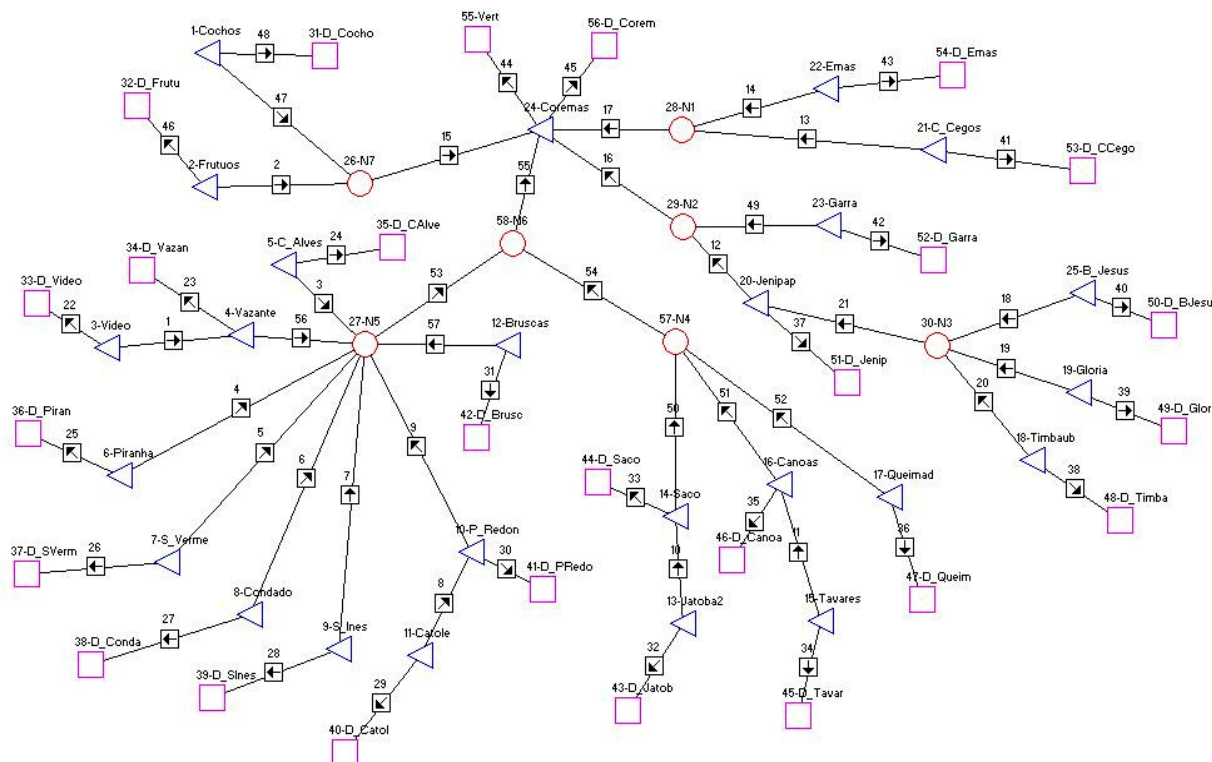 55-Vert
56-D_Corem
1-Cochos
48
31-D_Cocho
54-D_Emas
22-Emas
43
32-D_Frutu
44
45
14
24-Coremas
47
17
28-N1
13
21-C_Cegos
41
46
15
53-D_CCego
2-Frutuos
2
26-N7
55
16
29-N2
49
23-Garra
42
52-D_Garra
58-N6
35-D_CAlve
24
5-C_Alves
34-D_Vazan
12
33-D_Video
23
3
53
54
20-Jenipap
25-B_Jesus
40
50-D_BJesu
22
4-Vazante
18
3-Video
1
56
27-N5
57
12-Bruscas
57-N4
21
30-N3
37
51-D_Jenip
19
19-Gloria
39
49-D_Glor
31
4
20
36-D_Piran
42-D_Brusc
25
6-Piranha
5
9
50
51
52
18-Timbaub
38
48-D_Timba
6
44-D_Saco
33
14-Saco
16-Canoas
17-Queimad
7
35
46-D_Canoa
36
47-D_Queim
37-D_SVerm
26
7-S_Verme
10-P_Redon
30
41-D_PRedo
10
11
8
8-Condado
13-Jatoba2
15-Tavares
27
38-D_Conda
9-S_Ines
11-Catole
28
39-D_SInes
32
43-D_Jatob
34
45-D_Tavar
29
40-D_Catol